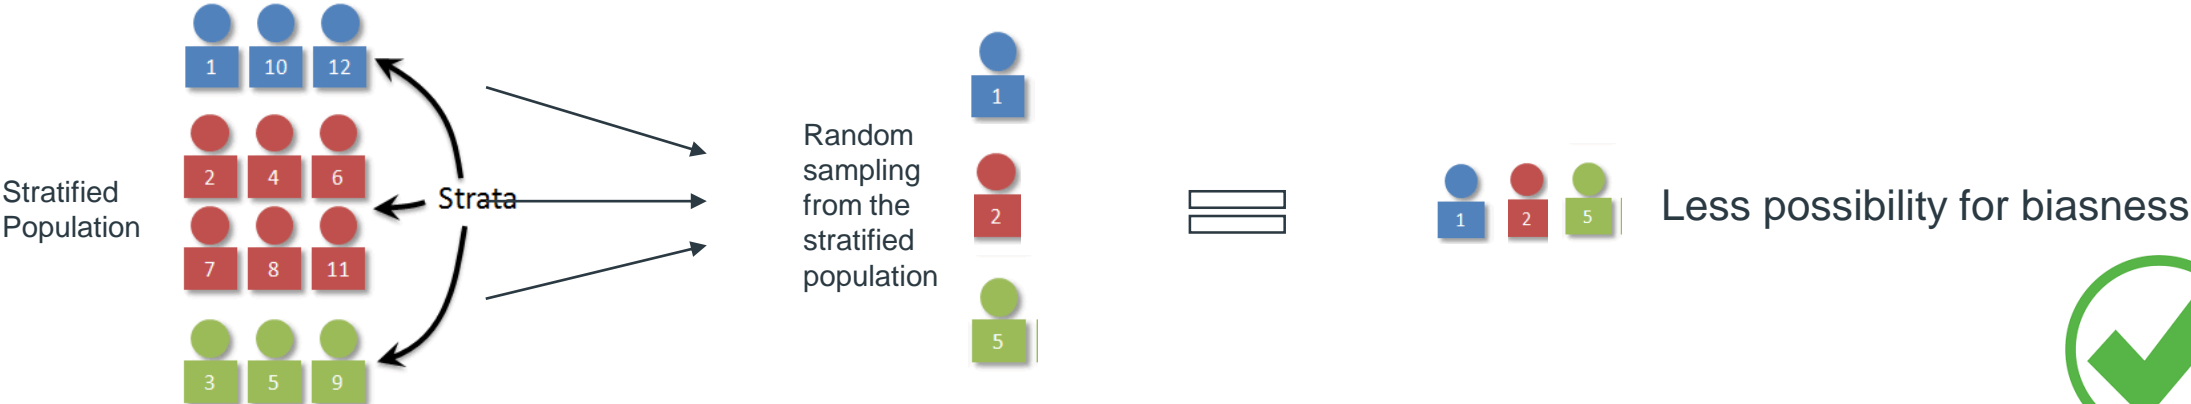 Stratified
Population
1 10 12
2 4 6
7 8 11
3 5 9
Strata
Random
sampling
from the
stratified
population
1
2
5
1 2 5
Less possibility for biasness